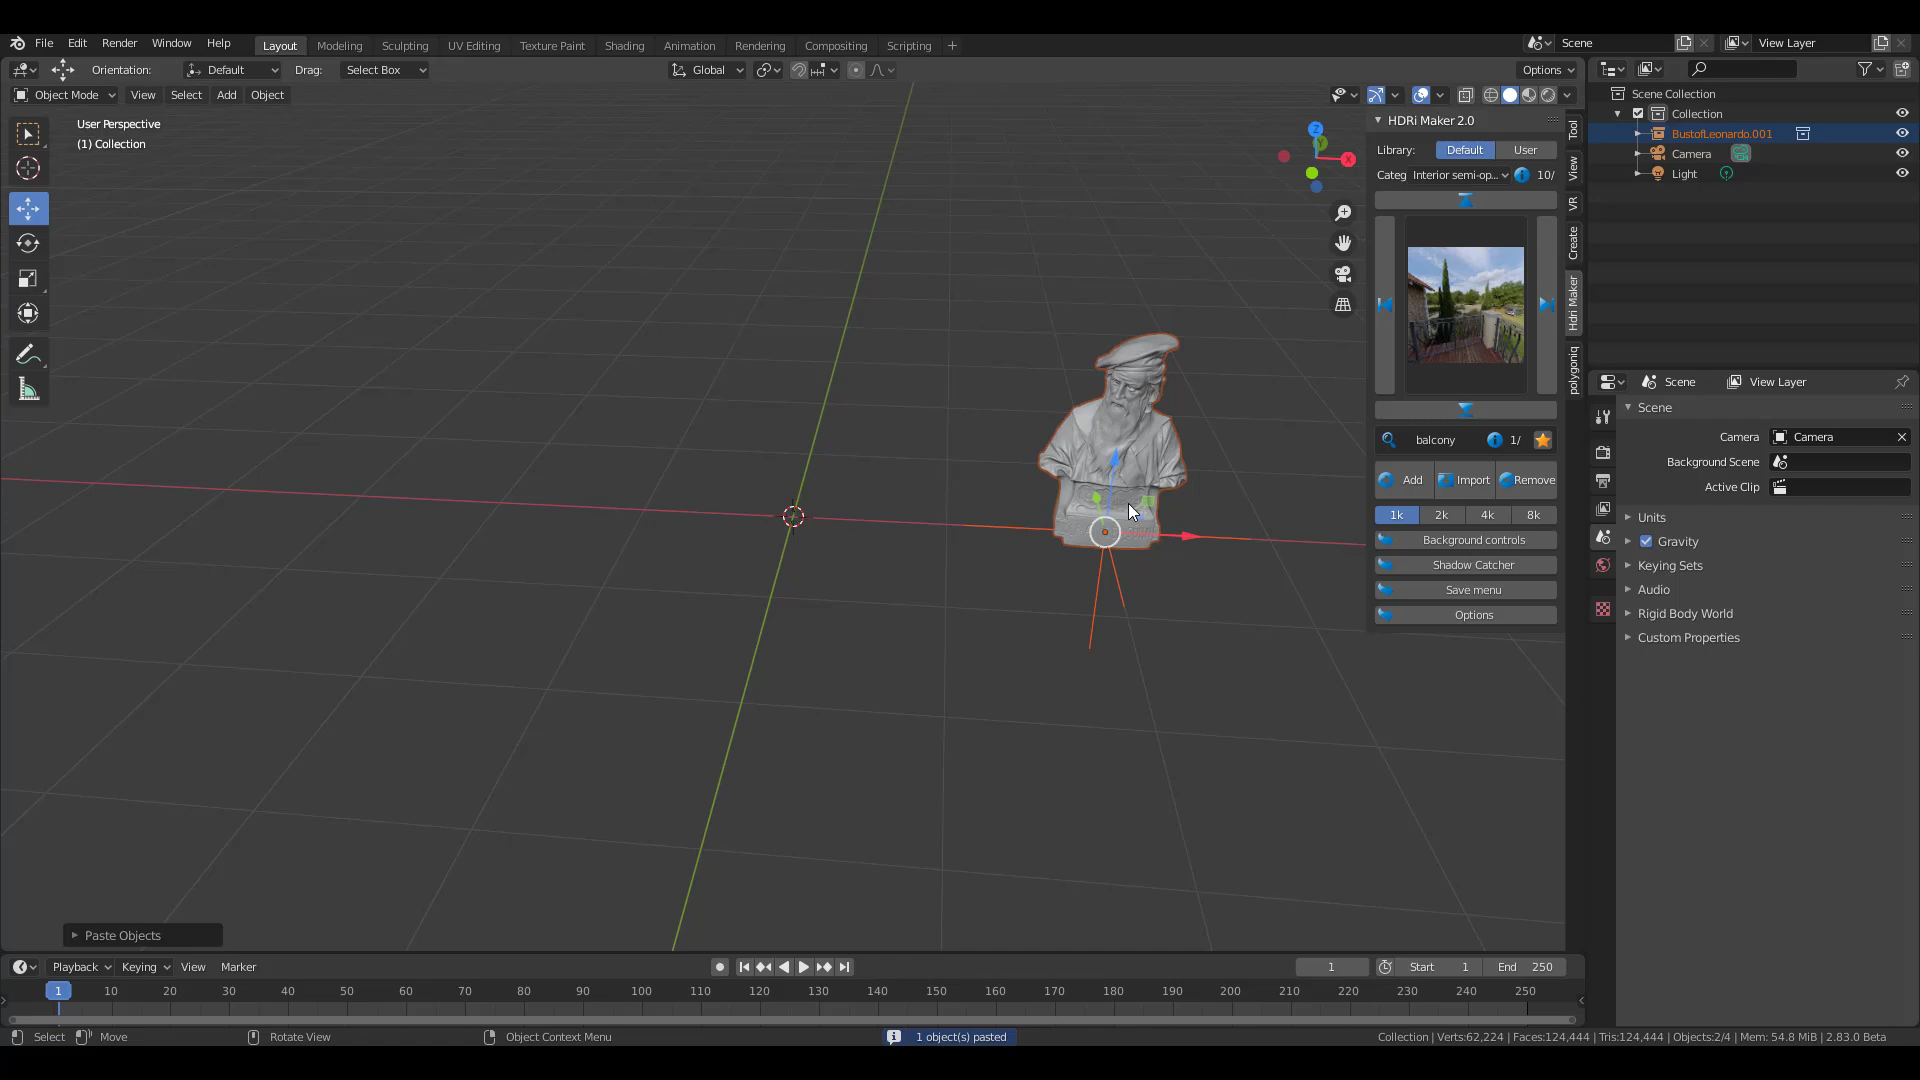 File Edit Render Window Help Layout Modeling Sculpting UV Editing Texture Paint Shading Animation Rendering Compositing Scripting + Scene View Layer
Orientation: Default Drag: Select Box Global Options
Object Mode View Select Add Object
User Perspective
(1) Collection
Z
Y
X
HDRi Maker 2.0
Library: Default User
Categ Interior semi-op... 10/
balcony 1/
Add Import Remove
1k 2k 4k 8k
Background controls
Shadow Catcher
Save menu
Options
Tool
View
VR
Create
Hdri Maker
polygoniq
Scene Collection
Collection
BustofLeonardo.001
Camera
Light
Scene View Layer
Scene
Camera Camera
Background Scene
Active Clip
Units
Gravity
Keying Sets
Audio
Rigid Body World
Custom Properties
Paste Objects
Playback Keying View Marker 1 Start 1 End 250
1 10 20 30 40 50 60 70 80 90 100 110 120 130 140 150 160 170 180 190 200 210 220 230 240 250
Select Move Rotate View Object Context Menu 1 object(s) pasted Collection | Verts:62,224 | Faces:124,444 | Tris:124,444 | Objects:2/4 | Mem: 54.8 MiB | 2.83.0 Beta